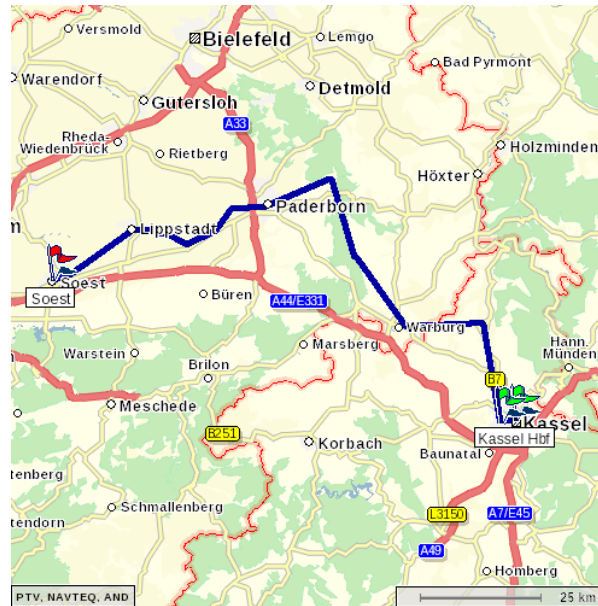 Versmold
Bielefeld
Lemgo
Bad Pyrmont
Warendorf
Detmold
Gutersloh
A33
Rheda-
Wiedenbrück
Rietberg
Holzminden
Höxter
Paderborn
m
Lippstadt
Soest
Soest
Büren
A44/E331
Warburg
Marsberg
Hann.
Münden
Warstein
Brilon
B7
Meschede
B251
Kassel
Kassel Hbf
Korbach
Baunatal
tenberg
Schmallenberg
L3150
A7/E45
tendorn
A49
Homberg
PTV, NAVTEQ, AND
25 km